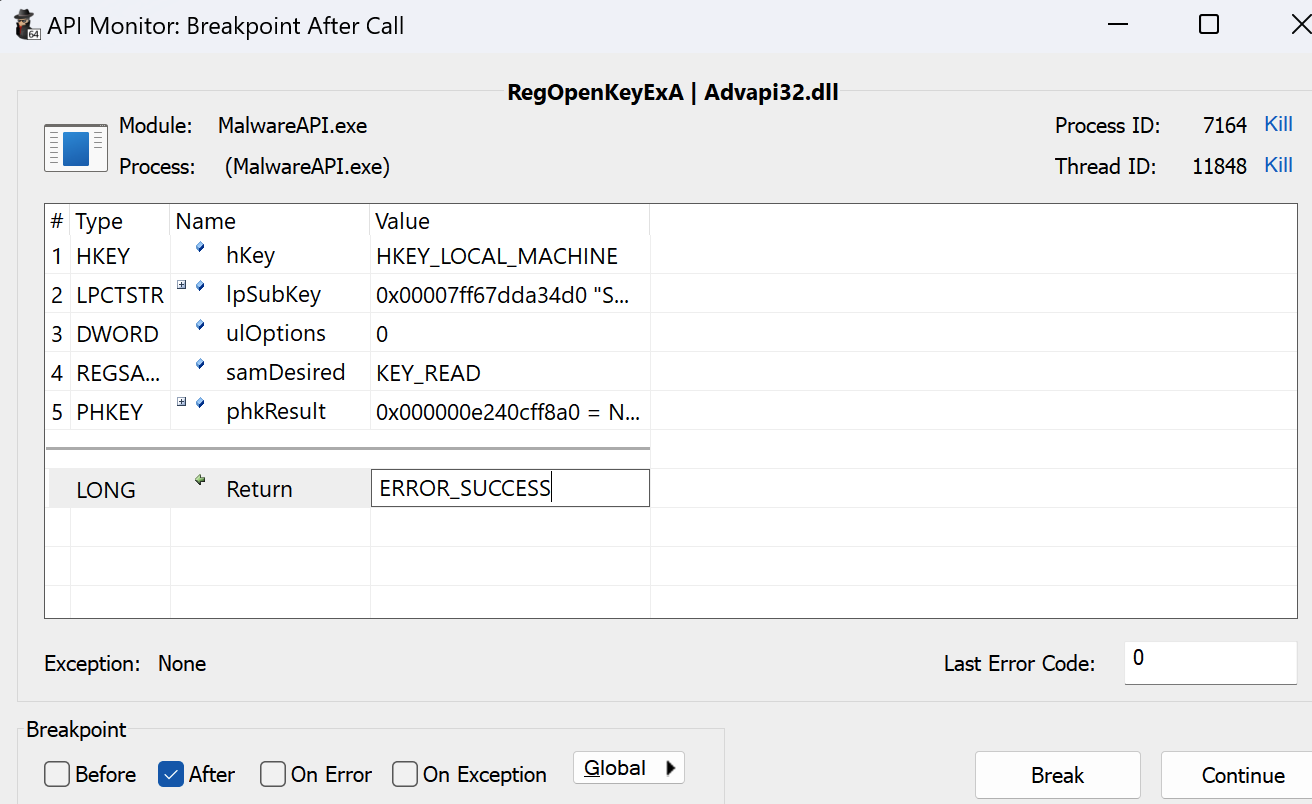 64 API Monitor: Breakpoint After Call
RegOpenKeyExA | Advapi32.dll
Module: MalwareAPI.exe Process ID: 7164 Kill
Process: (MalwareAPI.exe) Thread ID: 11848 Kill
# Type Name Value
1 HKEY hKey HKEY_LOCAL_MACHINE
2 LPCTSTR lpSubKey 0x00007ff67dda34d0 "S...
3 DWORD ulOptions 0
4 REGSA... samDesired KEY_READ
5 PHKEY phkResult 0x000000e240cff8a0 = N...
LONG Return ERROR_SUCCESS
Exception: None Last Error Code: 0
Breakpoint
Before After On Error On Exception Global Break Continue